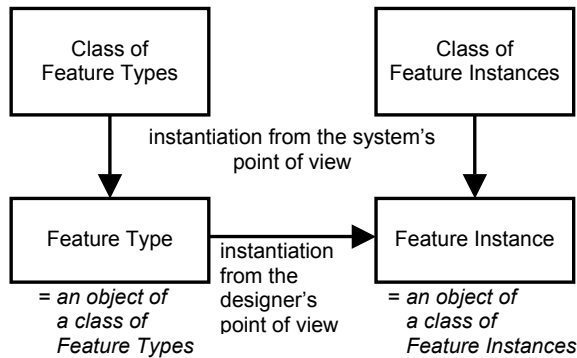 Class of
Feature Types
Class of
Feature Instances
instantiation from the system's
point of view
Feature Type
instantiation
from the
designer's
point of view
Feature Instance
= an object of
a class of
Feature Types
= an object of
a class of
Feature Instances